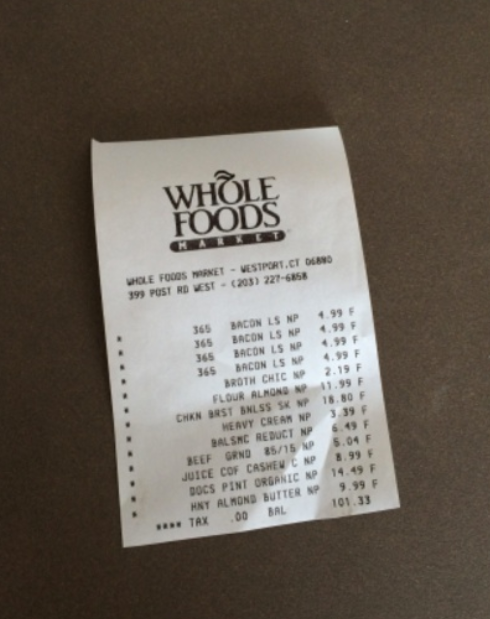 WHOLE
FOODS
MARKET
WHOLE FOODS MARKET - WESTPORT,CT 06880
399 POST RD WEST - (203) 227-6858
365 BACON LS NP 4.99 F
365 BACON LS NP 4.99 F
365 BACON LS NP 4.99 F
365 BACON LS NP 4.99 F
BROTH CHIC NP 2.19 F
FLOUR ALMOND NP 11.99 F
CHKN BRST BNLSS SK NP 18.80 F
HEAVY CREAM NP 3.39 F
BALSMC REDUCT NP 6.49 F
BEEF GRND 85/15 NP 5.04 F
JUICE COF CASHEW C NP 8.99 F
DOCS PINT ORGANIC NP 14.49 F
HNY ALMOND BUTTER NP 9.99 F
**** TAX .00 BAL 101.33